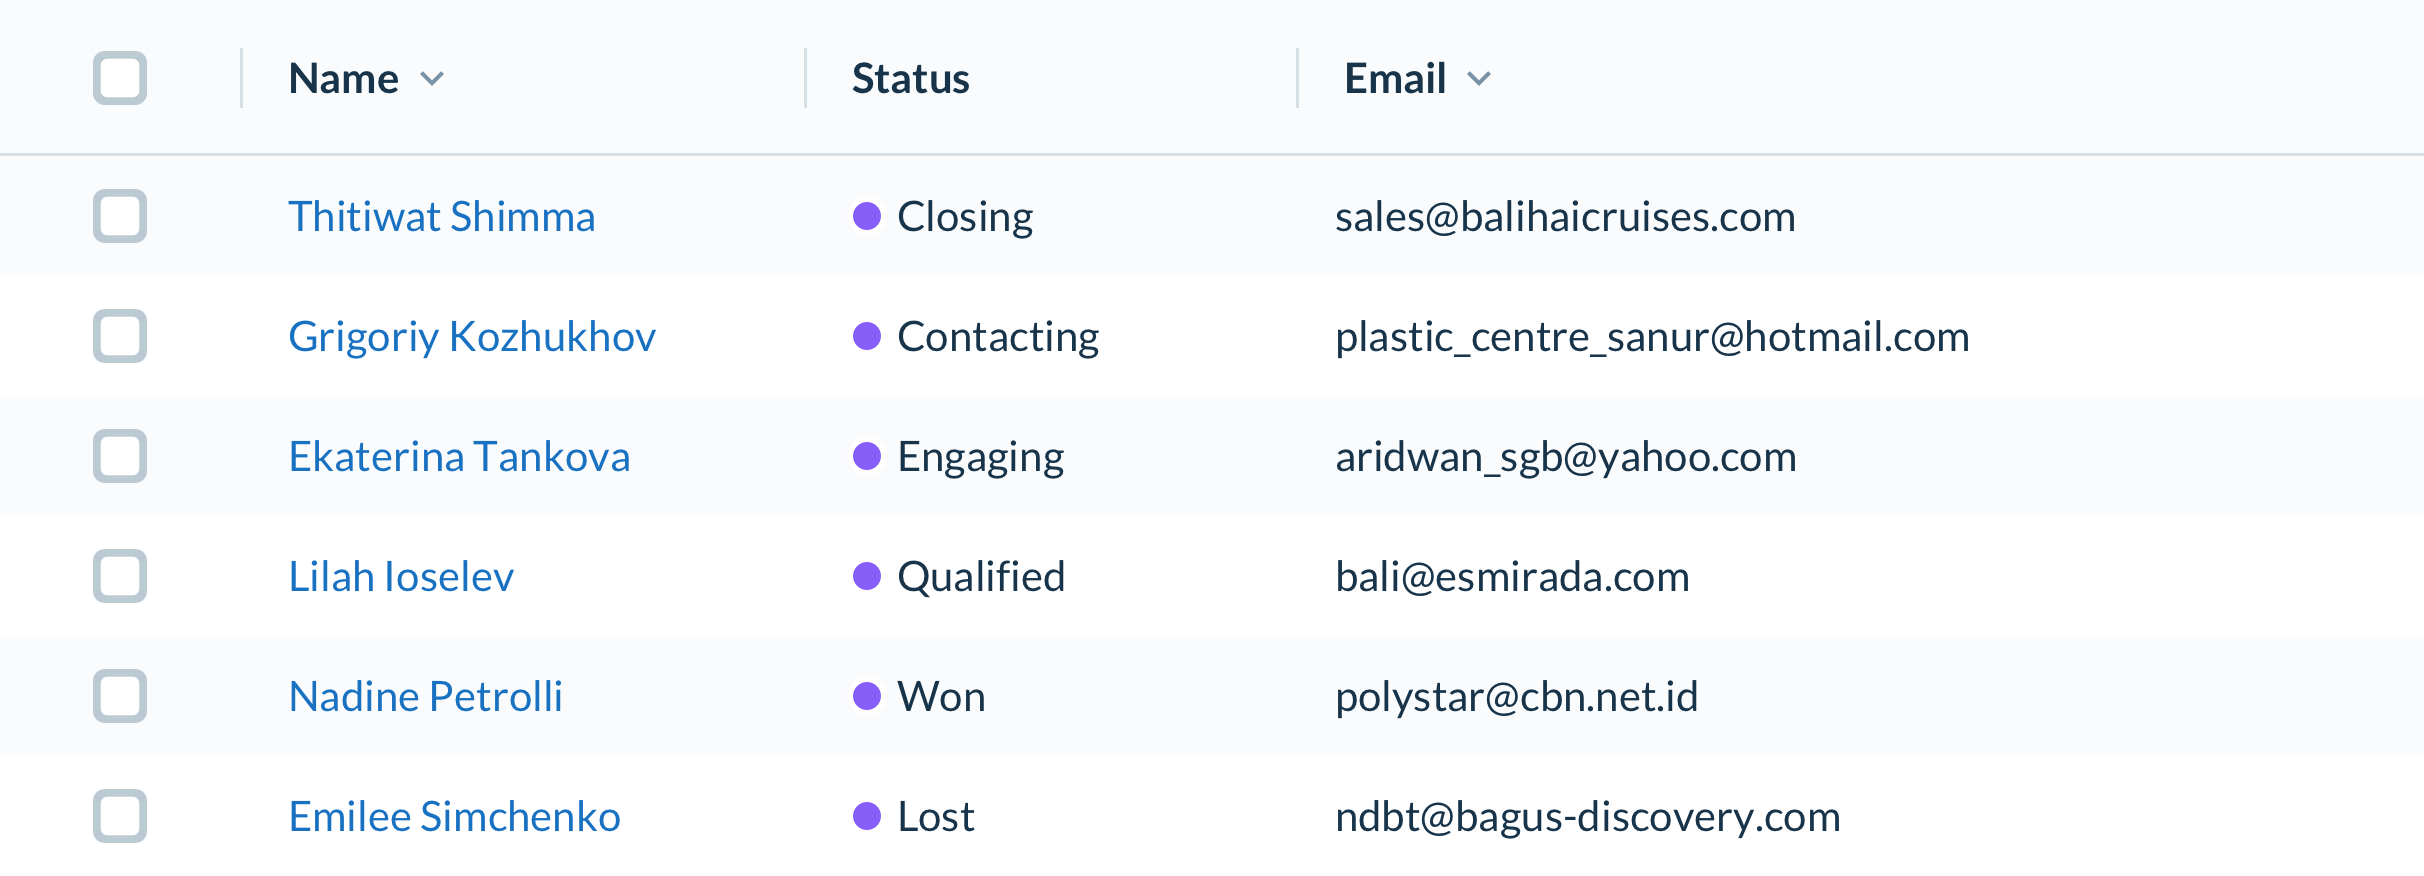 Name Status Email
Thitiwat Shimma Closing sales@balihaicruises.com
Grigoriy Kozhukhov Contacting plastic_centre_sanur@hotmail.com
Ekaterina Tankova Engaging aridwan_sgb@yahoo.com
Lilah Ioselev Qualified bali@esmirada.com
Nadine Petrolli Won polystar@cbn.net.id
Emilee Simchenko Lost ndbt@bagus-discovery.com